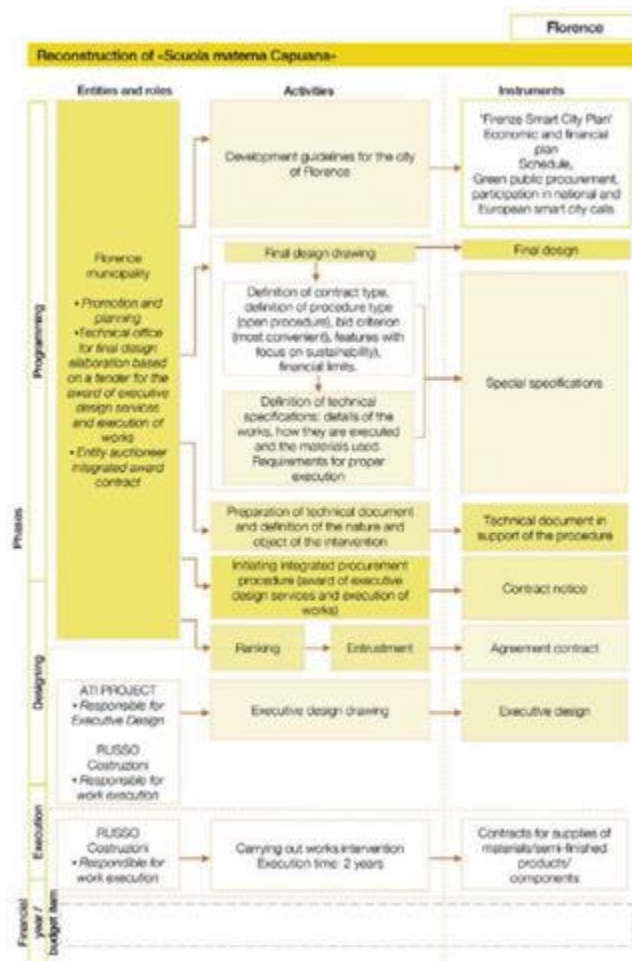 Florence
Reconstruction of «Scuola materna Capuana»
Entities and roles
Activities
Instruments
Phases
Programming
Designing
Execution
Financial
year /
budget item
Florence
municipality
• Promotion and
planning
•Technical office
for final design
elaboration based
on a tender for the
award of executive
design services
and execution of
works
• Entity auctioneer
integrated award
contract
Development guidelines for the city
of Florence
'Firenze Smart City Plan'
Economic and financial
plan
Schedule,
Green public procurement,
participation in national and
European smart city calls
Final design drawing
Final design
Definition of contract type,
definition of procedure type
(open procedure), bid criterion
(most convenient), features with
focus on sustainability),
financial limits.
Definition of technical
specifications: details of the
works, how they are executed
and the materials used.
Requirements for proper
execution
Special specifications
Preparation of technical document
and definition of the nature and
object of the intervention
Technical document in
support of the procedure
Initiating integrated procurement
procedure (award of executive
design services and execution of
works)
Contract notice
Ranking
Entrustment
Agreement contract
ATI PROJECT
• Responsible for
Executive Design
RUSSO
Costruzioni
• Responsible for
work execution
Executive design drawing
Executive design
RUSSO
Costruzioni
• Responsible for
work execution
Carrying out works intervention
Execution time: 2 years
Contracts for supplies of
materials/semi-finished
products/
components